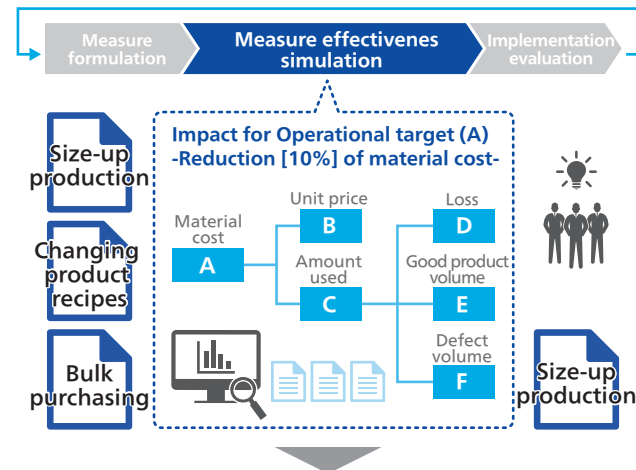 Measure
formulation
Measure effectivenes
simulation
Implementation
evaluation
Size-up
production
Changing
product
recipes
Bulk
purchasing
Impact for Operational target (A)
-Reduction [10%] of material cost-
Material
cost
A
Unit price
B
Amount
used
C
Loss
D
Good product
volume
E
Defect
volume
F
Size-up
production